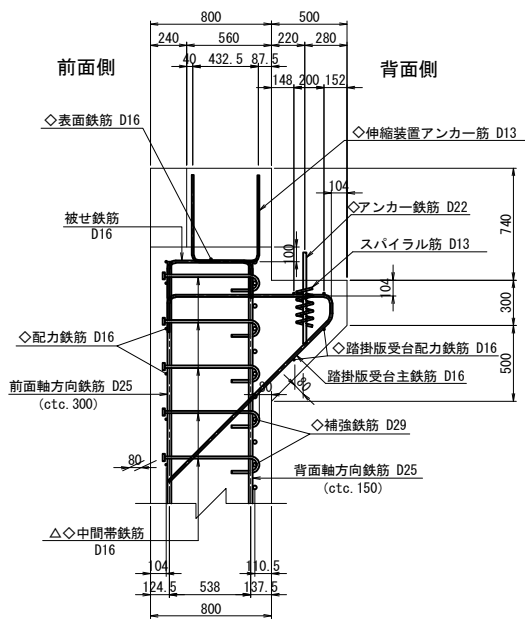 800 500
240 560 220 280
40 432.5 87.5
148 200 152
前面側
背面側
◇表面鉄筋 D16
◇伸縮装置アンカー筋 D13
104
◇アンカー鉄筋 D22
被せ鉄筋
D16
スパイラル筋 D13
100
740
104
300
◇配力鉄筋 D16
◇踏掛版受台配力鉄筋 D16
踏掛版受台主鉄筋 D16
500
前面軸方向鉄筋 D25
(ctc.300)
80
80
◇補強鉄筋 D29
80
背面軸方向鉄筋 D25
(ctc.150)
△◇中間帯鉄筋
D16
104 110.5
124.5 538 137.5
800